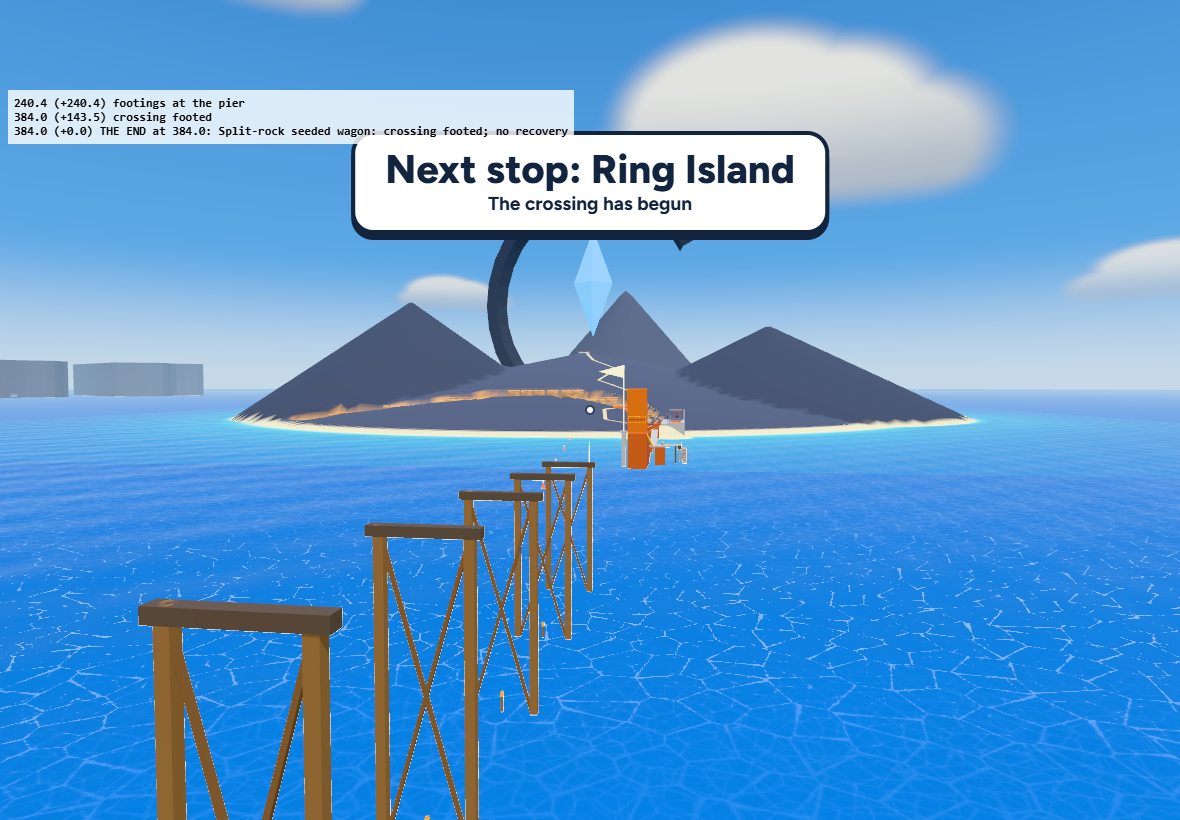 240.4 (+240.4) footings at the pier
384.0 (+143.5) crossing footed
384.0 (+0.0) THE END at 384.0: Split-rock seeded wagon: crossing footed; no recovery
Next stop: Ring Island
The crossing has begun